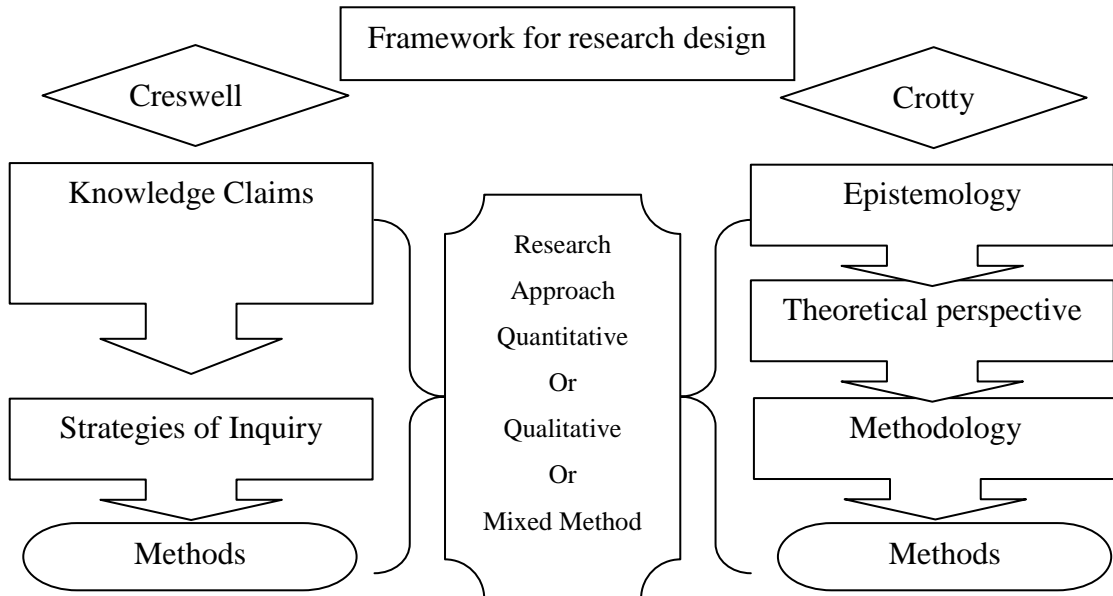 Framework for research design
Creswell
Knowledge Claims
Strategies of Inquiry
Methods
Research
Approach
Quantitative
Or
Qualitative
Or
Mixed Method
Crotty
Epistemology
Theoretical perspective
Methodology
Methods